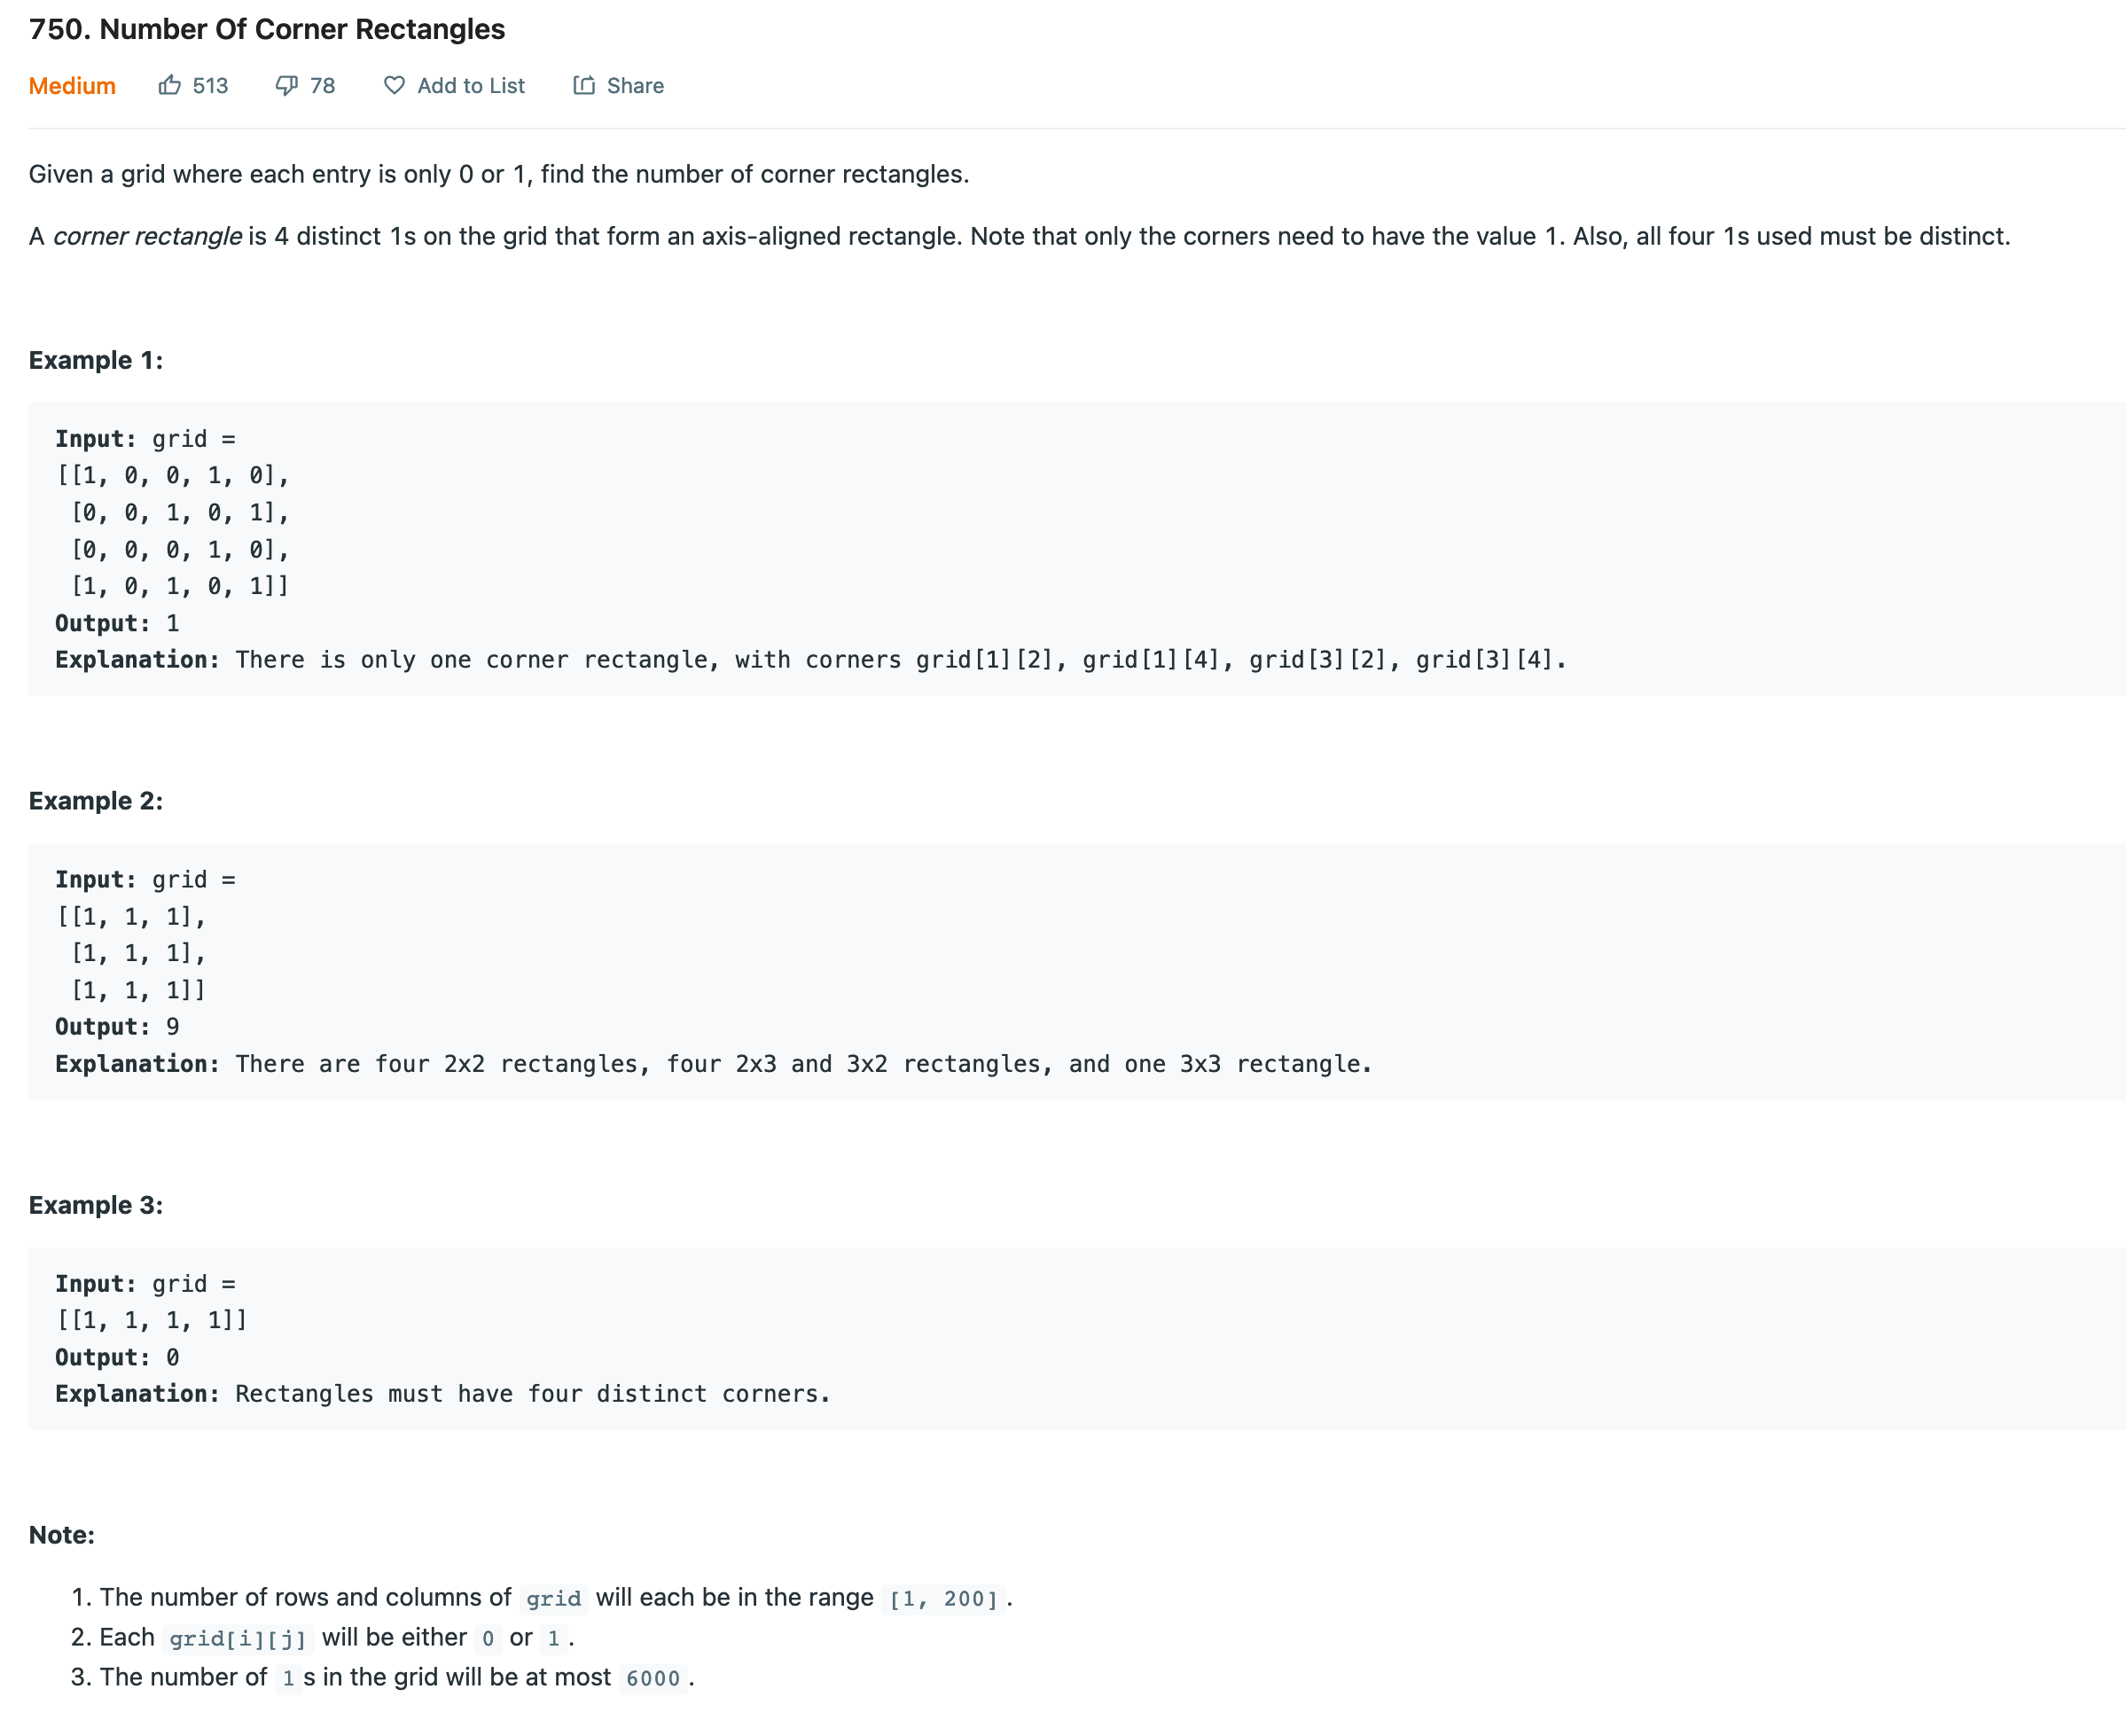 750. Number Of Corner Rectangles
Medium 513 78 Add to List Share
Given a grid where each entry is only 0 or 1, find the number of corner rectangles.
A corner rectangle is 4 distinct 1s on the grid that form an axis-aligned rectangle. Note that only the corners need to have the value 1. Also, all four 1s used must be distinct.
Example 1:
Input: grid =
[[1, 0, 0, 1, 0],
 [0, 0, 1, 0, 1],
 [0, 0, 0, 1, 0],
 [1, 0, 1, 0, 1]]
Output: 1
Explanation: There is only one corner rectangle, with corners grid[1][2], grid[1][4], grid[3][2], grid[3][4].
Example 2:
Input: grid =
[[1, 1, 1],
 [1, 1, 1],
 [1, 1, 1]]
Output: 9
Explanation: There are four 2x2 rectangles, four 2x3 and 3x2 rectangles, and one 3x3 rectangle.
Example 3:
Input: grid =
[[1, 1, 1, 1]]
Output: 0
Explanation: Rectangles must have four distinct corners.
Note:
1. The number of rows and columns of grid will each be in the range [1, 200].
2. Each grid[i][j] will be either 0 or 1.
3. The number of 1s in the grid will be at most 6000.